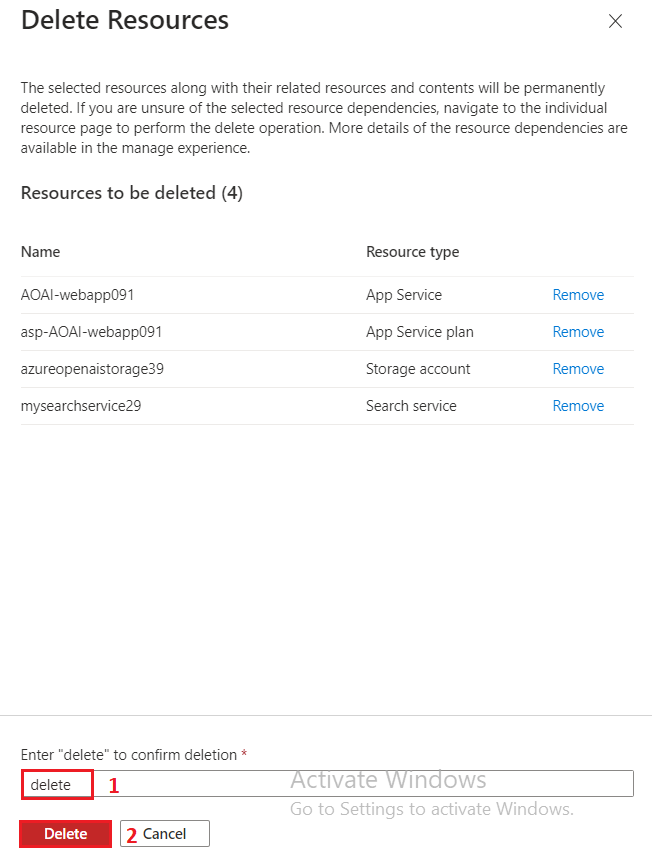 Delete Resources
The selected resources along with their related resources and contents will be permanently
deleted. If you are unsure of the selected resource dependencies, navigate to the individual
resource page to perform the delete operation. More details of the resource dependencies are
available in the manage experience.
Resources to be deleted (4)
Name Resource type
AOAI-webapp091 App Service Remove
asp-AOAI-webapp091 App Service plan Remove
azureopenaistorage39 Storage account Remove
mysearchservice29 Search service Remove
Enter "delete" to confirm deletion *
delete 1
Activate Windows
Go to Settings to activate Windows.
Delete 2 Cancel